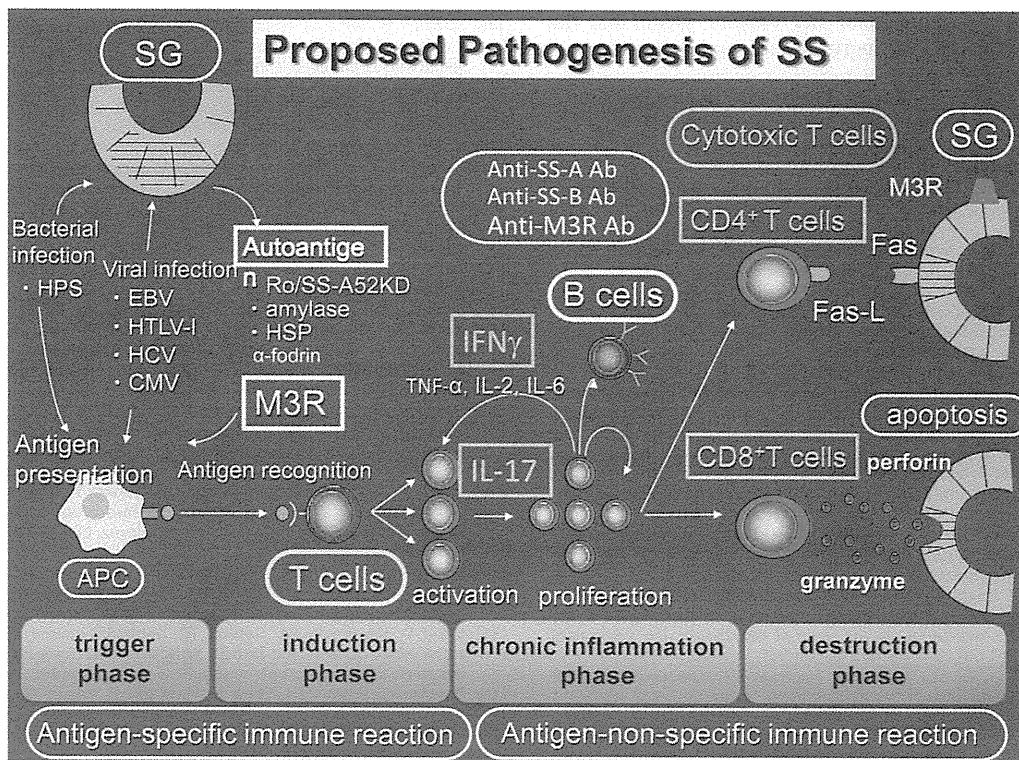 Proposed Pathogenesis of SS
SG
Bacterial
infection
・HPS
Viral infection
・EBV
・HTLV-I
・HCV
・CMV
Autoantige
n
・Ro/SS-A52KD
・amylase
・HSP
α-fodrin
M3R
Antigen
presentation
APC
Antigen recognition
T cells
IFNγ
TNF-α, IL-2, IL-6
IL-17
activation
proliferation
Anti-SS-A Ab
Anti-SS-B Ab
Anti-M3R Ab
B cells
Cytotoxic T cells
CD4⁺ T cells
SG
M3R
Fas
Fas-L
apoptosis
CD8⁺T cells
perforin
granzyme
trigger
phase
induction
phase
chronic inflammation
phase
destruction
phase
Antigen-specific immune reaction
Antigen-non-specific immune reaction